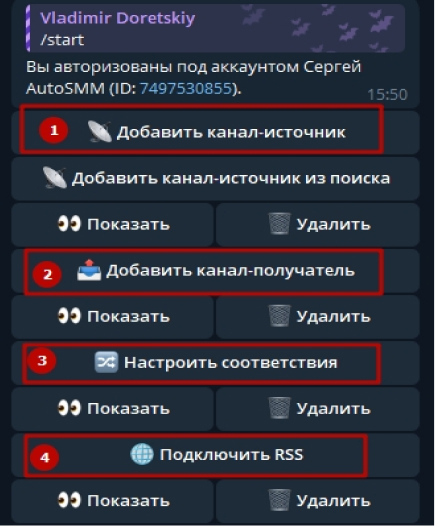 Vladimir Doretskiy
/start
Вы авторизованы под аккаунтом Сергей
AutoSMM (ID: 7497530855).
15:50
1 Добавить канал-источник
Добавить канал-источник из поиска
Показать Удалить
2 Добавить канал-получатель
Показать Удалить
3 Настроить соответствия
Показать Удалить
4 Подключить RSS
Показать Удалить